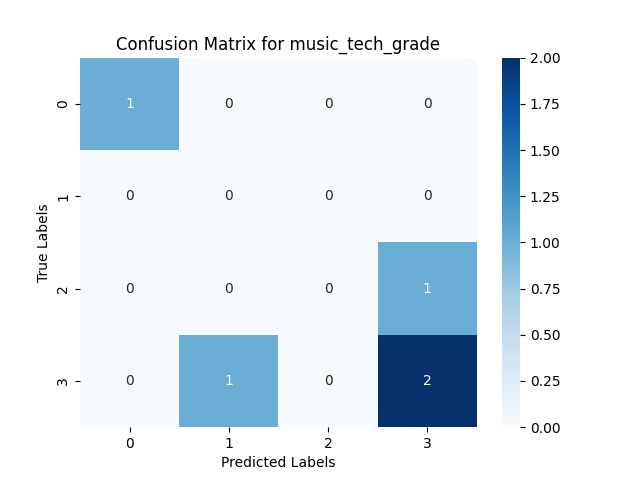 Confusion Matrix for music_tech_grade
True Labels
0 1 0 0 0
1 0 0 0 0
2 0 0 0 1
3 0 1 0 2
0 1 2 3
Predicted Labels
2.00
1.75
1.50
1.25
1.00
0.75
0.50
0.25
0.00